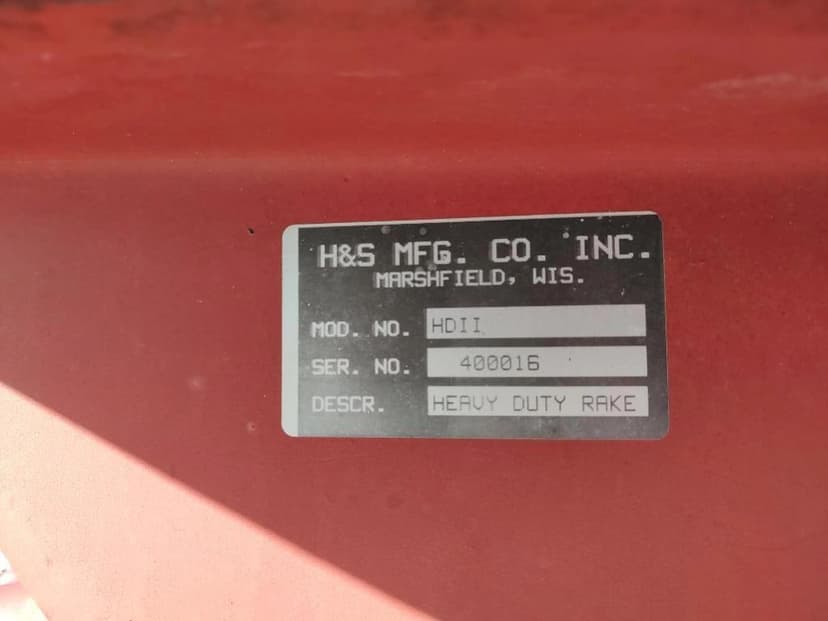 H&S MFG. CO. INC.
MARSHFIELD, WIS.
MOD. NO. HDII
SER. NO. 400016
DESCR. HEAVY DUTY RAKE